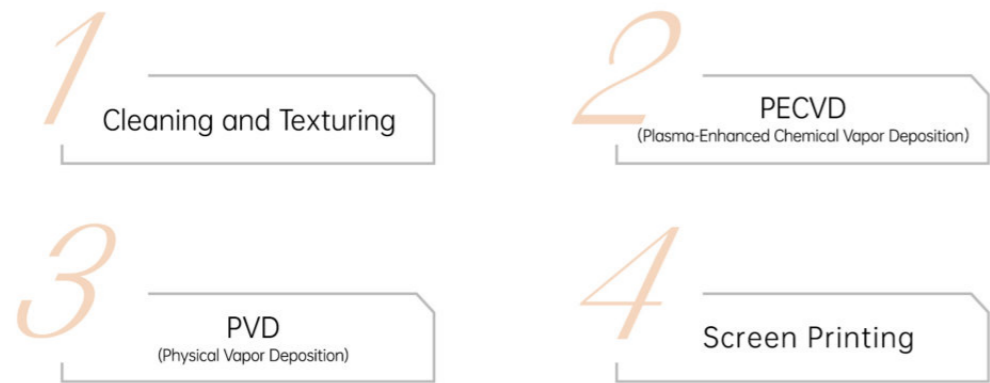 1
Cleaning and Texturing
2
PECVD
(Plasma-Enhanced Chemical Vapor Deposition)
3
PVD
(Physical Vapor Deposition)
4
Screen Printing